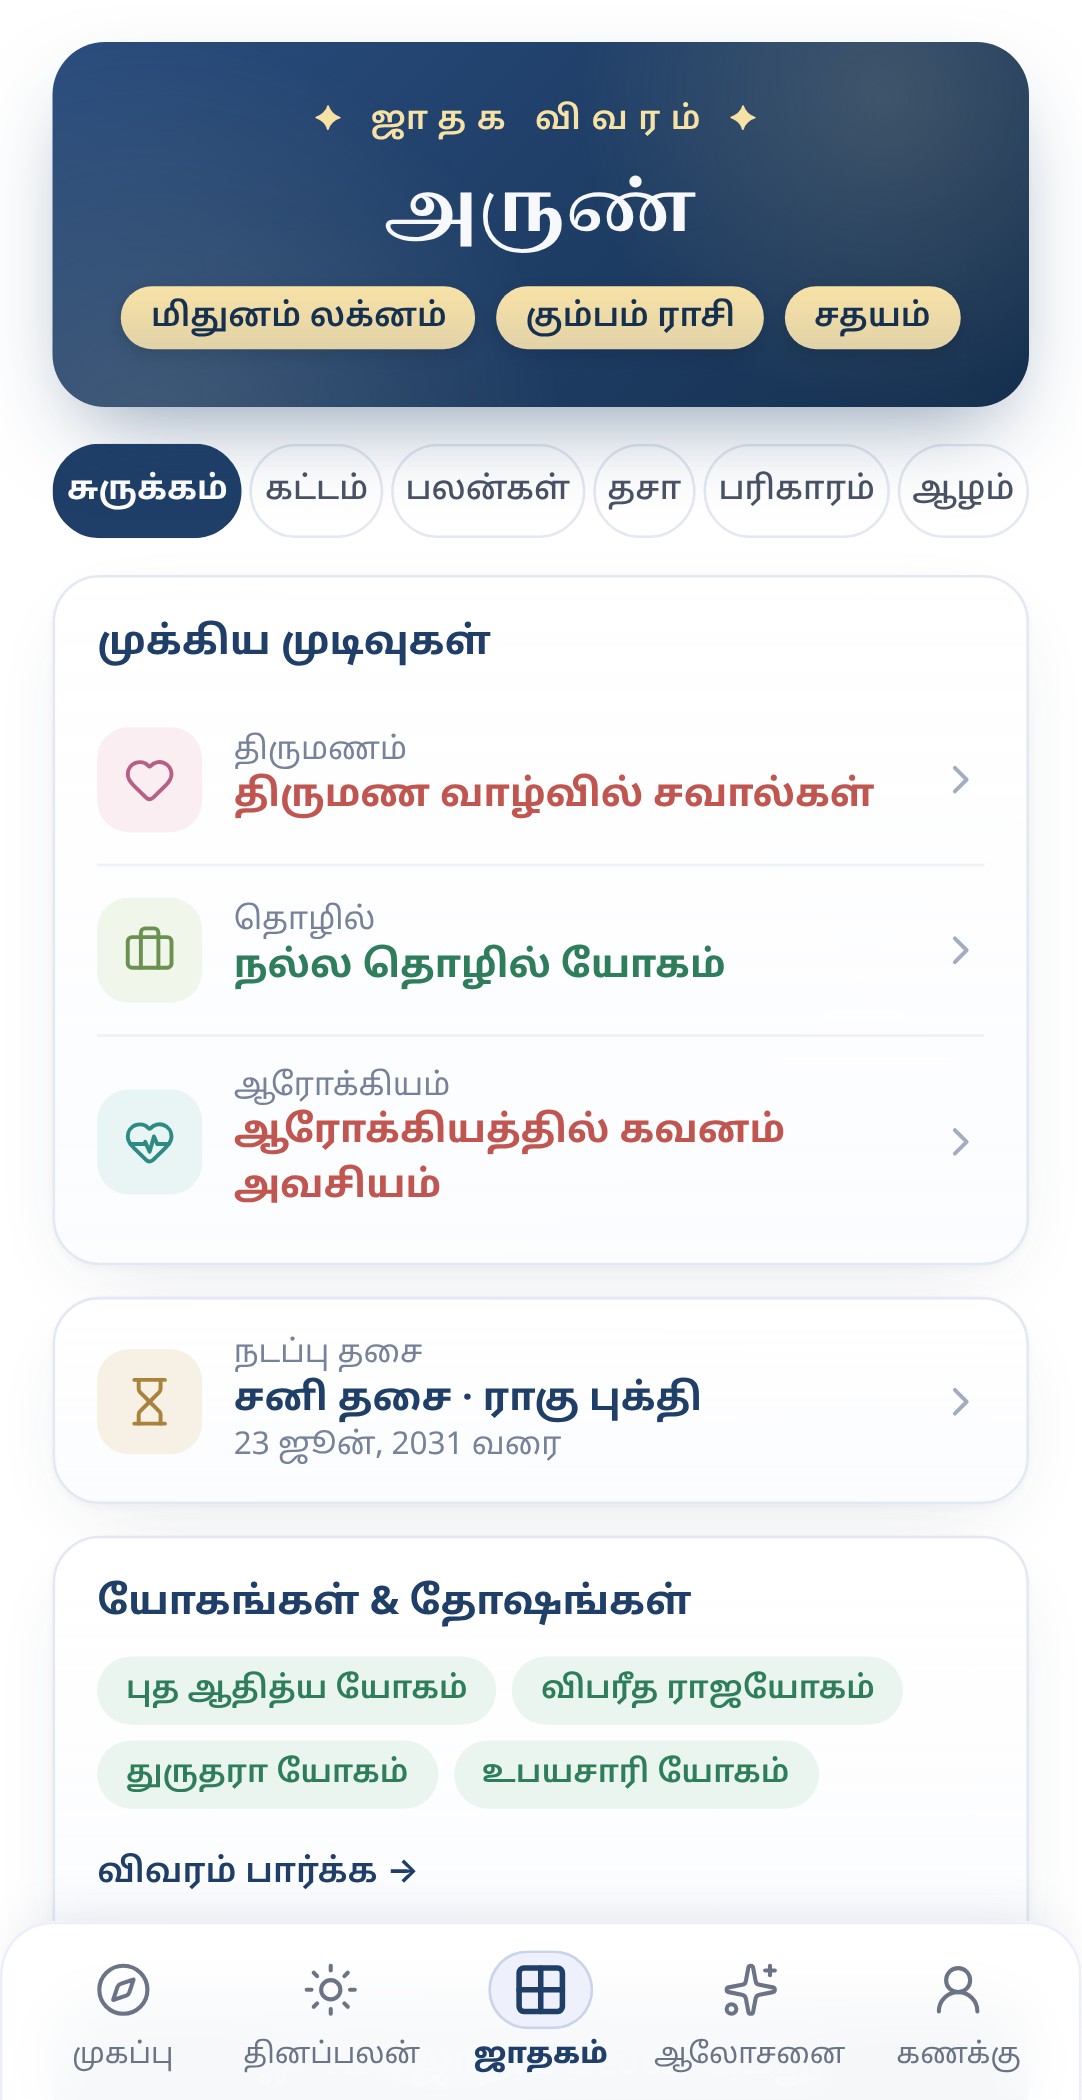 ✦ ஜாதக விவரம் ✦
அருண்
மிதுனம் லக்னம் கும்பம் ராசி சதயம்
சுருக்கம் கட்டம் பலன்கள் தசா பரிகாரம் ஆழம்
முக்கிய முடிவுகள்
திருமணம்
திருமண வாழ்வில் சவால்கள்
தொழில்
நல்ல தொழில் யோகம்
ஆரோக்கியம்
ஆரோக்கியத்தில் கவனம்
அவசியம்
நடப்பு தசை
சனி தசை · ராகு புக்தி
23 ஜூன், 2031 வரை
யோகங்கள் & தோஷங்கள்
புத ஆதித்ய யோகம் விபரீத ராஜயோகம்
துருதரா யோகம் உபயசாரி யோகம்
விவரம் பார்க்க →
முகப்பு தினப்பலன் ஜாதகம் ஆலோசனை கணக்கு